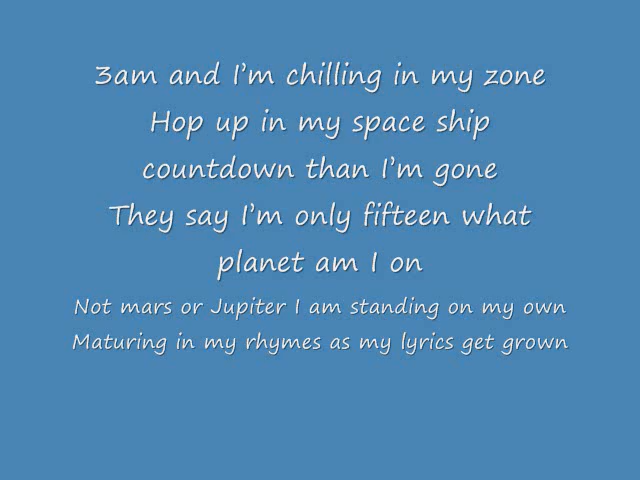 3am and I’m chilling in my zone
Hop up in my space ship
countdown than I’m gone
They say I’m only fifteen what
planet am I on
Not mars or Jupiter I am standing on my own
Maturing in my rhymes as my lyrics get grown